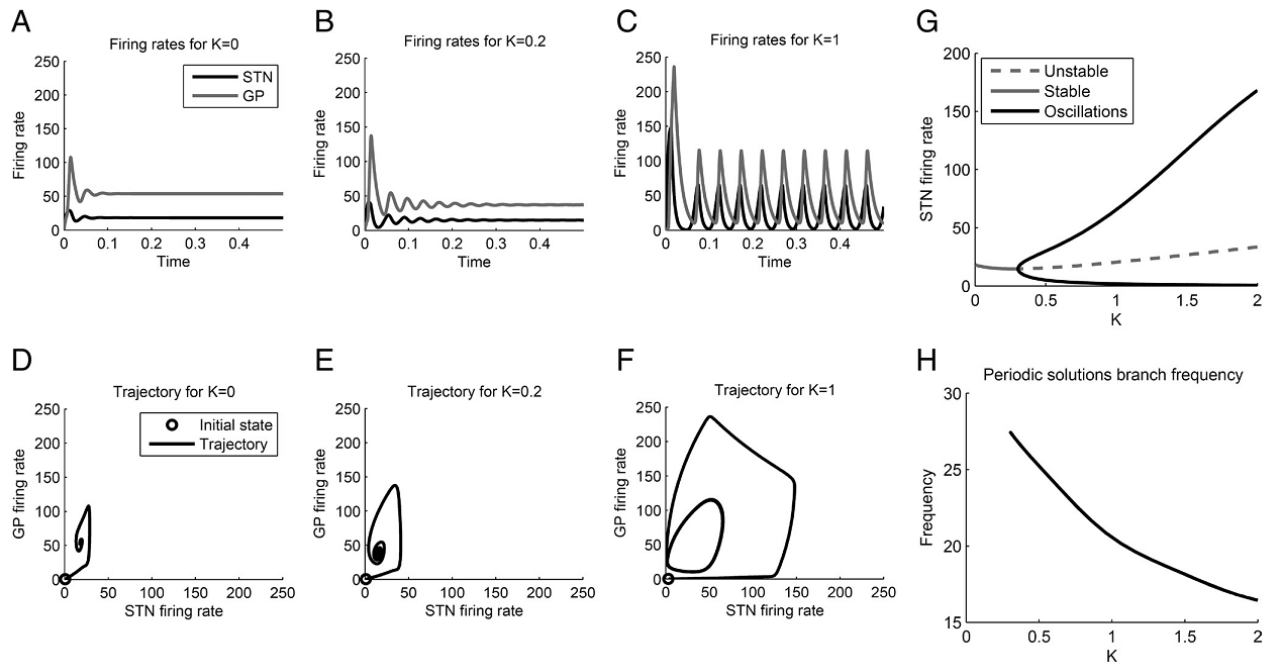 A
Firing rates for K=0
Firing rate
250
200
150
100
50
0
STN
GP
0 0.1 0.2 0.3 0.4
Time
B
Firing rates for K=0.2
Firing rate
250
200
150
100
50
0
0 0.1 0.2 0.3 0.4
Time
C
Firing rates for K=1
Firing rate
250
200
150
100
50
0
0 0.1 0.2 0.3 0.4
Time
G
STN firing rate
200
150
100
50
0
Unstable
Stable
Oscillations
0 0.5 1 1.5 2
K
D
Trajectory for K=0
GP firing rate
250
200
150
100
50
0
Initial state
Trajectory
0 50 100 150 200 250
STN firing rate
E
Trajectory for K=0.2
GP firing rate
250
200
150
100
50
0
0 50 100 150 200 250
STN firing rate
F
Trajectory for K=1
GP firing rate
250
200
150
100
50
0
0 50 100 150 200 250
STN firing rate
H
Periodic solutions branch frequency
Frequency
30
25
20
15
0 0.5 1 1.5 2
K